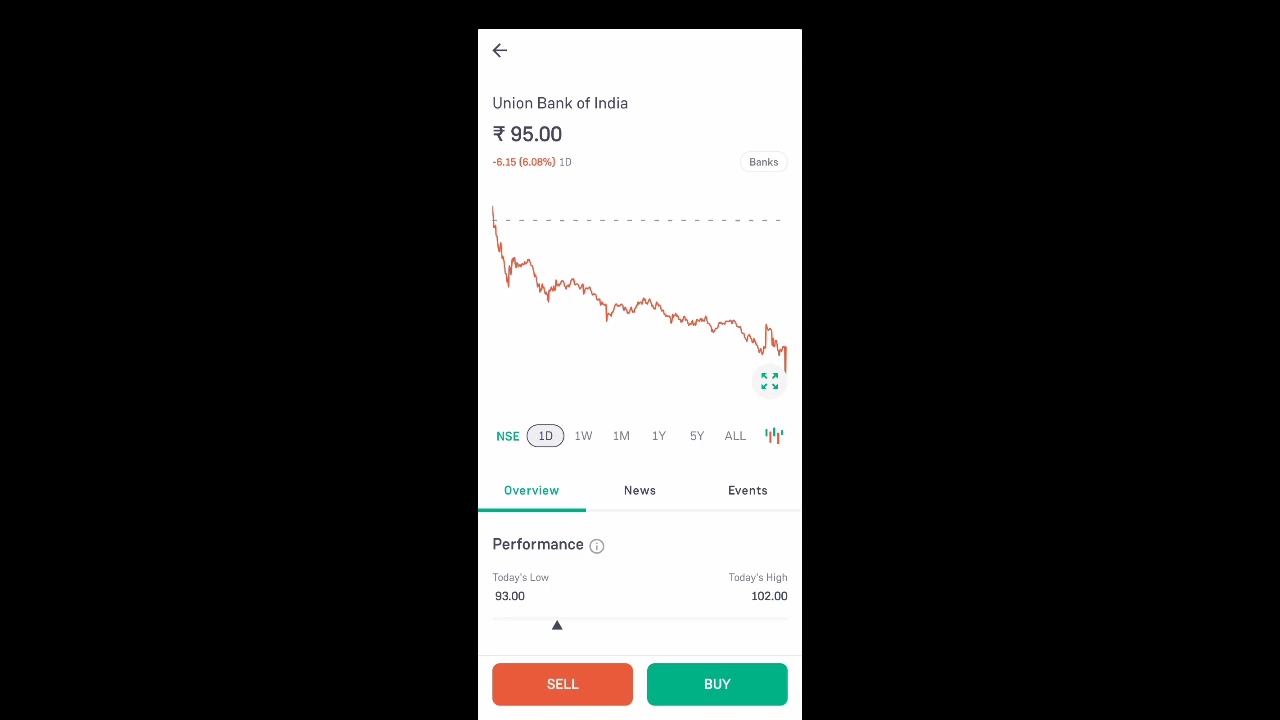 Union Bank of India
₹ 95.00
-6.15 (6.08%) 1D
Banks
NSE 1D 1W 1M 1Y 5Y ALL
Overview News Events
Performance
Today's Low Today's High
93.00 102.00
SELL BUY